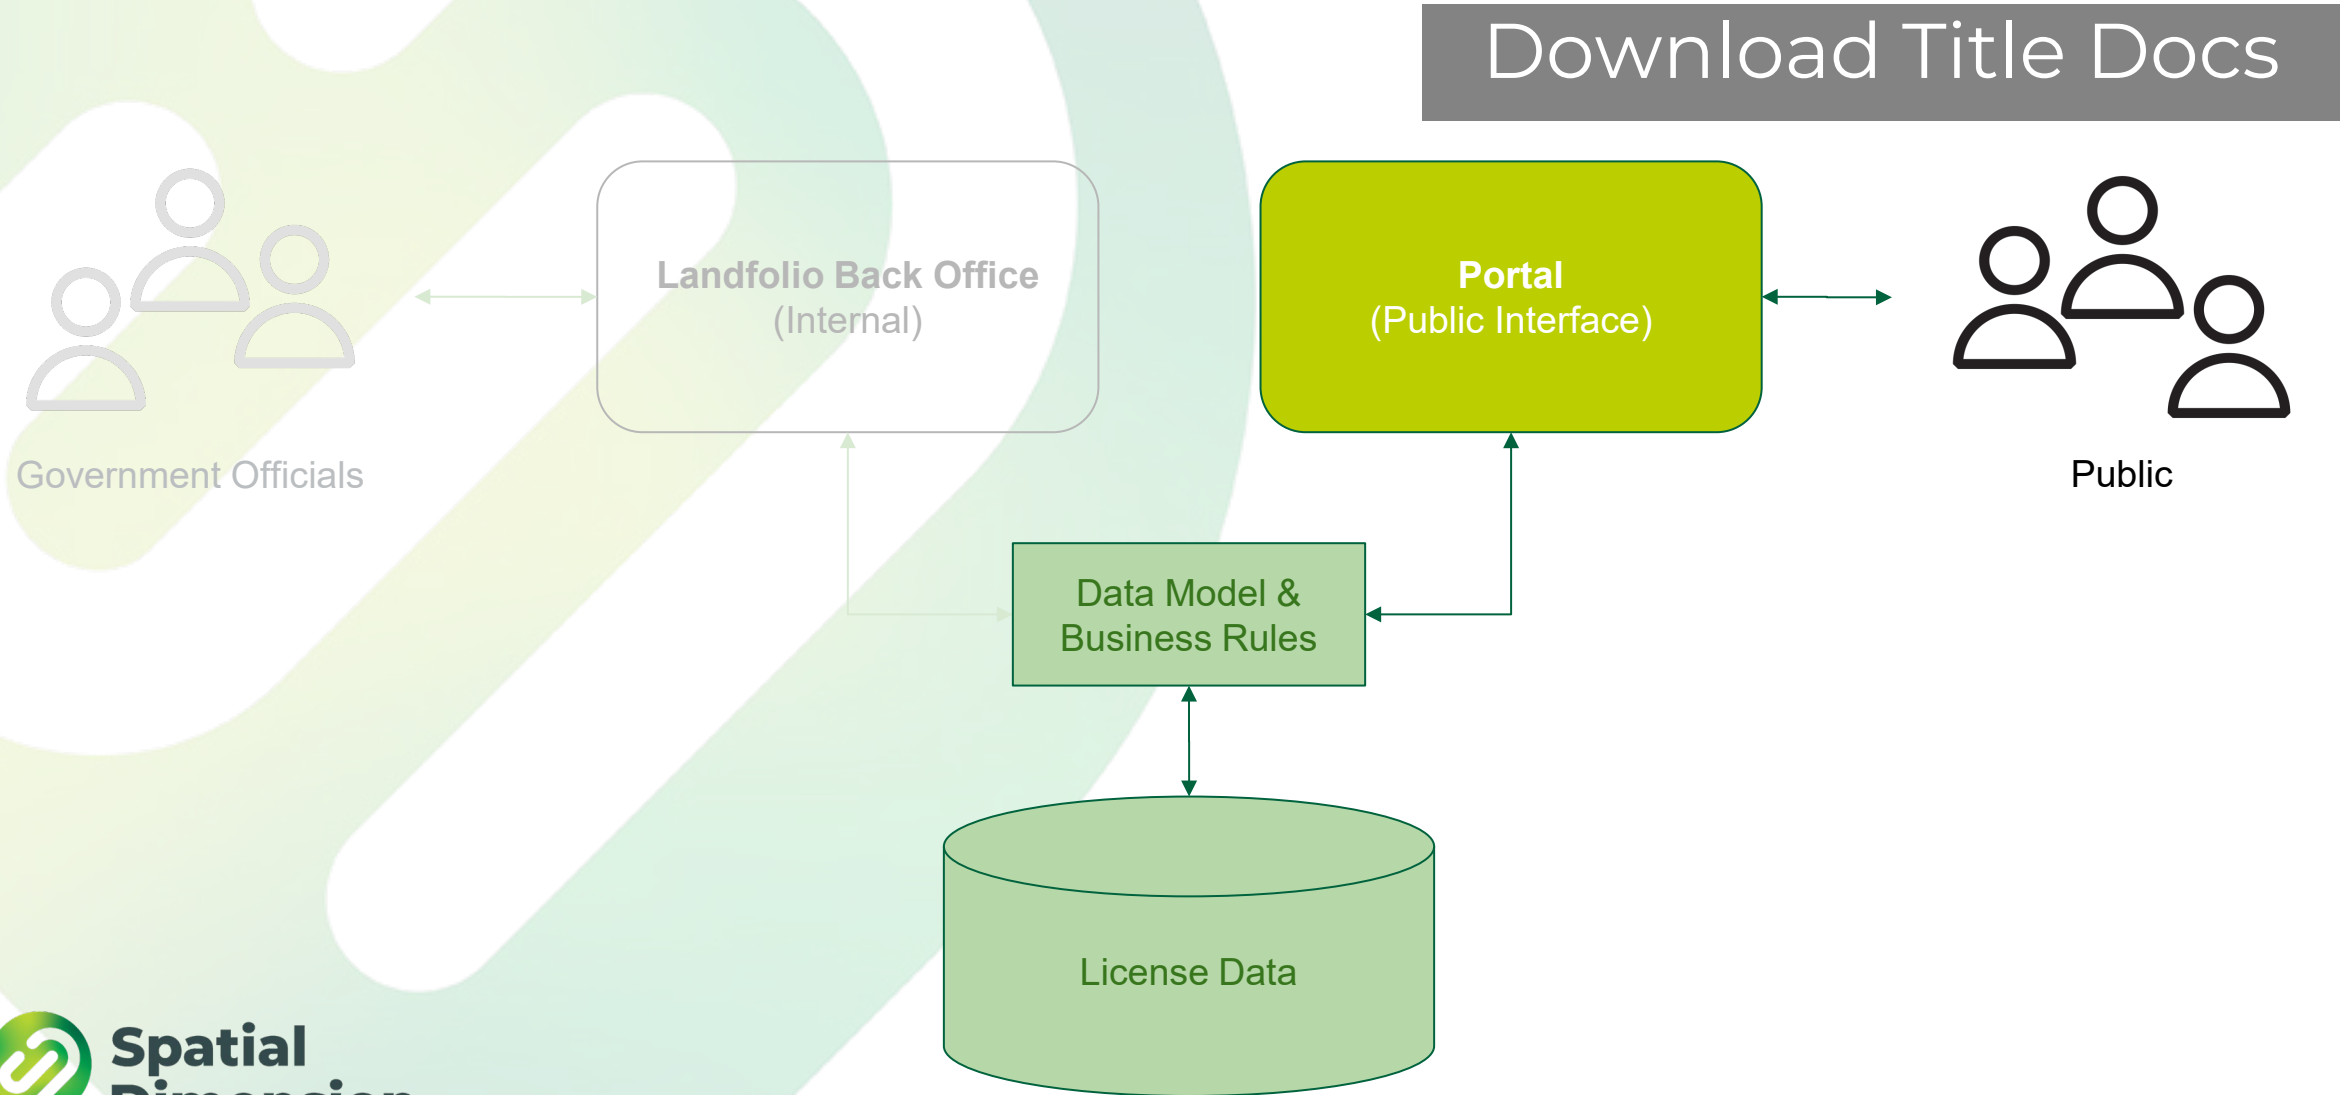 Download Title Docs
Landfolio Back Office
(Internal)
Portal
(Public Interface)
Government Officials
Public
Data Model &
Business Rules
License Data
Spatial
Dimension